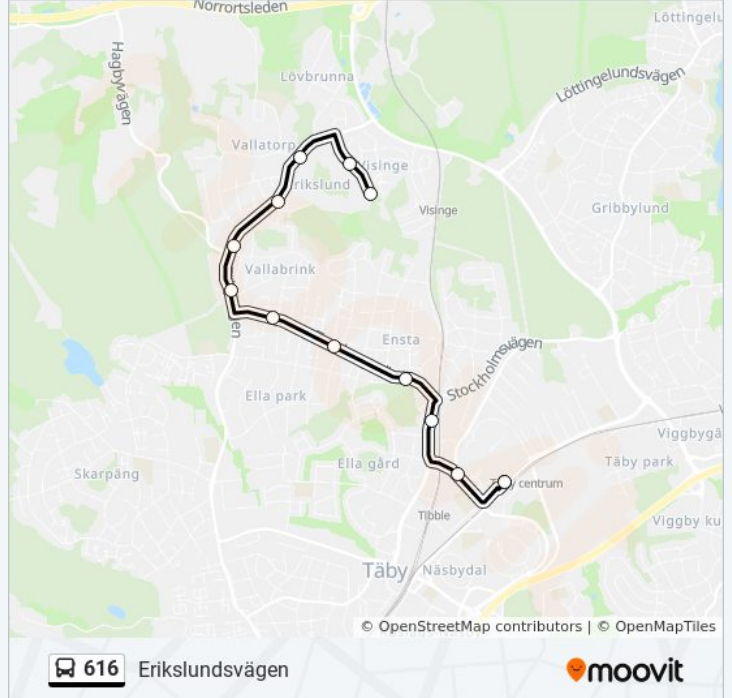 Norrortsleden
Löttingelu
Hagbyvägen
Lövbrunna
Löttingelundsvägen
Vallatorp
Visinge
Erikslund
Gribbylund
Visinge
Vallabrink
Ensta
Stockholmsvägen
Ella park
Viggbygä
Täby park
Ella gård
Skarpäng
centrum
Tibble
Viggby ku
Täby
Näsbydal
© OpenStreetMap contributors | © OpenMapTiles
616 Erikslundsvägen
moovit